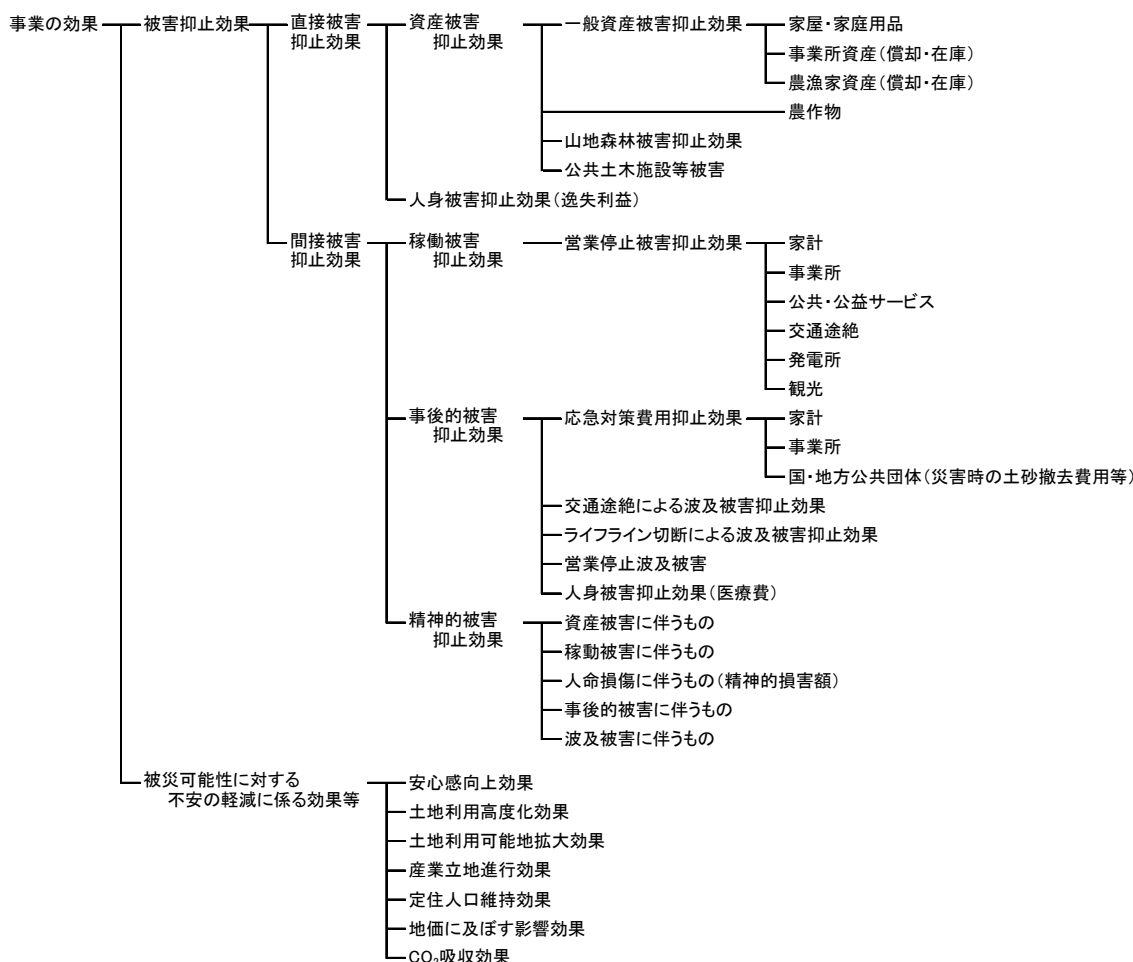 事業の効果
被害抑止効果
直接被害
抑止効果
資産被害
抑止効果
一般資産被害抑止効果
家屋・家庭用品
事業所資産(償却・在庫)
農漁家資産(償却・在庫)
農作物
山地森林被害抑止効果
公共土木施設等被害
人身被害抑止効果(逸失利益)
間接被害
抑止効果
稼働被害
抑止効果
営業停止被害抑止効果
家計
事業所
公共・公益サービス
交通途絶
発電所
観光
事後的被害
抑止効果
応急対策費用抑止効果
家計
事業所
国・地方公共団体(災害時の土砂撤去費用等)
交通途絶による波及被害抑止効果
ライフライン切断による波及被害抑止効果
営業停止波及被害
人身被害抑止効果(医療費)
精神的被害
抑止効果
資産被害に伴うもの
稼動被害に伴うもの
人命損傷に伴うもの(精神的損害額)
事後的被害に伴うもの
波及被害に伴うもの
被災可能性に対する
不安の軽減に係る効果等
安心感向上効果
土地利用高度化効果
土地利用可能地拡大効果
産業立地進行効果
定住人口維持効果
地価に及ぼす影響効果
CO₂吸収効果